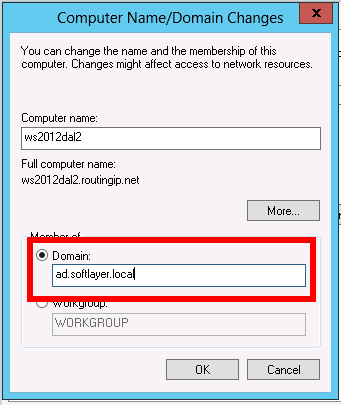 Computer Name/Domain Changes
x
You can change the name and the membership of this
computer. Changes might affect access to network resources.
Computer name:
ws2012dal2
Full computer name:
ws2012dal2.routingip.net
More...
Member of
Domain:
ad.softlayer.local
Workgroup:
WORKGROUP
OK
Cancel